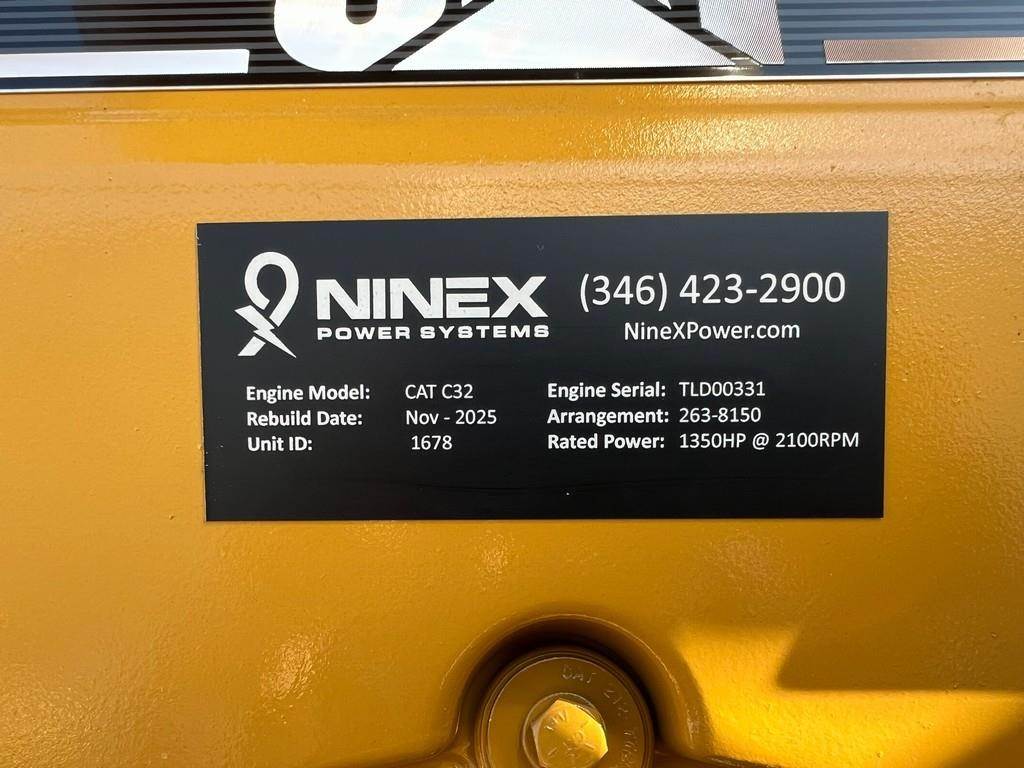 NINEX
POWER SYSTEMS
(346) 423-2900
NineXPower.com
Engine Model: CAT C32
Rebuild Date: Nov - 2025
Unit ID: 1678
Engine Serial: TLD00331
Arrangement: 263-8150
Rated Power: 1350HP @ 2100RPM